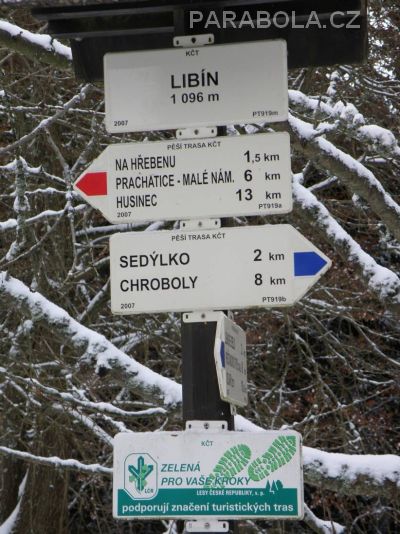 PARABOLA.CZ
KČT
LIBÍN
1 096 m
2007 PT919m
PĚŠÍ TRASA KČT
NA HŘEBENU 1,5 km
PRACHATICE - MALÉ NÁM. 6 km
HUSINEC 13 km
2007 PT919a
PĚŠÍ TRASA KČT
SEDÝLKO 2 km
CHROBOLY 8 km
2007 PT919b
KČT
ZELENÁ
PRO VAŠE KROKY
LČR
LESY ČESKÉ REPUBLIKY, s. p.
podporují značení turistických tras